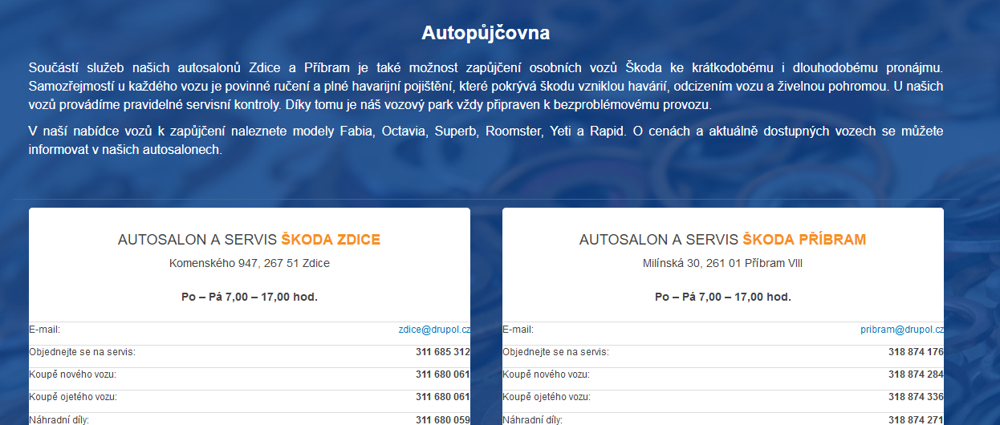 Autopůjčovna
Součástí služeb našich autosalonů Zdice a Příbram je také možnost zapůjčení osobních vozů Škoda ke krátkodobému i dlouhodobému pronájmu.
Samozřejmostí u každého vozu je povinné ručení a plné havarijní pojištění, které pokrývá škodu vzniklou havárií, odcizením vozu a živelnou pohromou. U našich
vozů provádíme pravidelné servisní kontroly. Díky tomu je náš vozový park vždy připraven k bezproblémovému provozu.
V naší nabídce vozů k zapůjčení naleznete modely Fabia, Octavia, Superb, Roomster, Yeti a Rapid. O cenách a aktuálně dostupných vozech se můžete
informovat v našich autosalonech.
AUTOSALON A SERVIS ŠKODA ZDICE
Komenského 947, 267 51 Zdice
Po – Pá 7,00 – 17,00 hod.
E-mail: zdice@drupol.cz
Objednejte se na servis: 311 685 312
Koupě nového vozu: 311 680 061
Koupě ojetého vozu: 311 680 061
Náhradní díly: 311 680 059
AUTOSALON A SERVIS ŠKODA PŘÍBRAM
Milínská 30, 261 01 Příbram VIII
Po – Pá 7,00 – 17,00 hod.
E-mail: pribram@drupol.cz
Objednejte se na servis: 318 874 176
Koupě nového vozu: 318 874 284
Koupě ojetého vozu: 318 874 336
Náhradní díly: 318 874 271